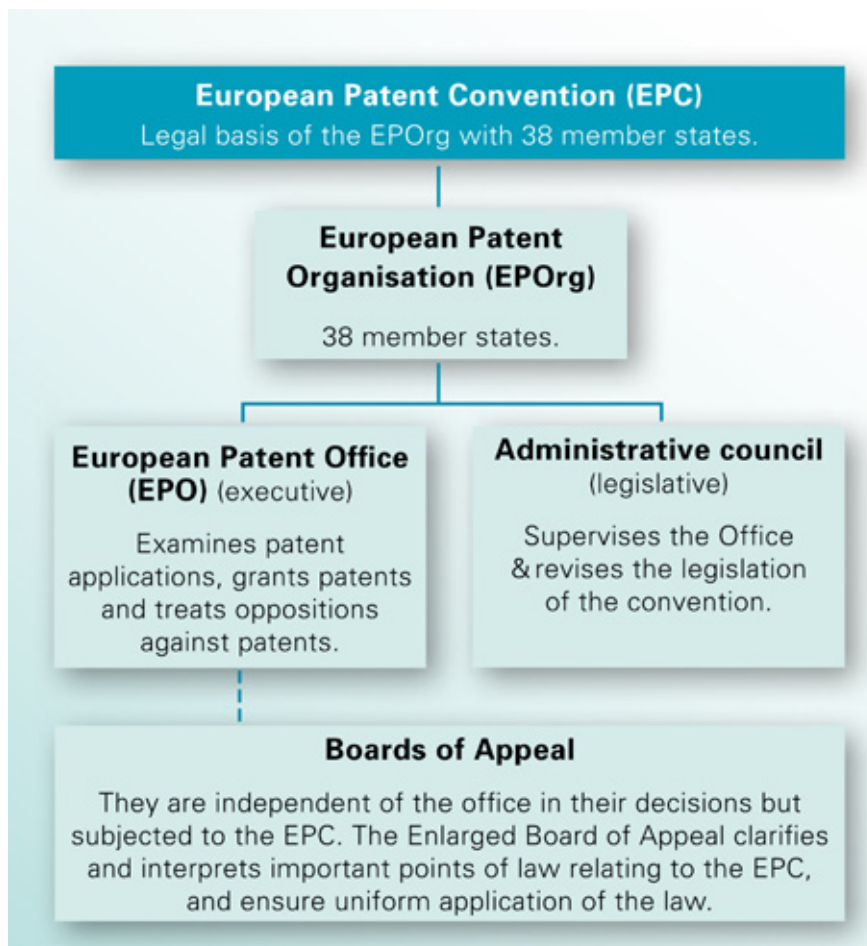 European Patent Convention (EPC)
Legal basis of the EPOrg with 38 member states.
European Patent
Organisation (EPOrg)
38 member states.
European Patent Office
(EPO) (executive)
Examines patent
applications, grants patents
and treats oppositions
against patents.
Administrative council
(legislative)
Supervises the Office
& revises the legislation
of the convention.
Boards of Appeal
They are independent of the office in their decisions but
subjected to the EPC. The Enlarged Board of Appeal clarifies
and interprets important points of law relating to the EPC,
and ensure uniform application of the law.